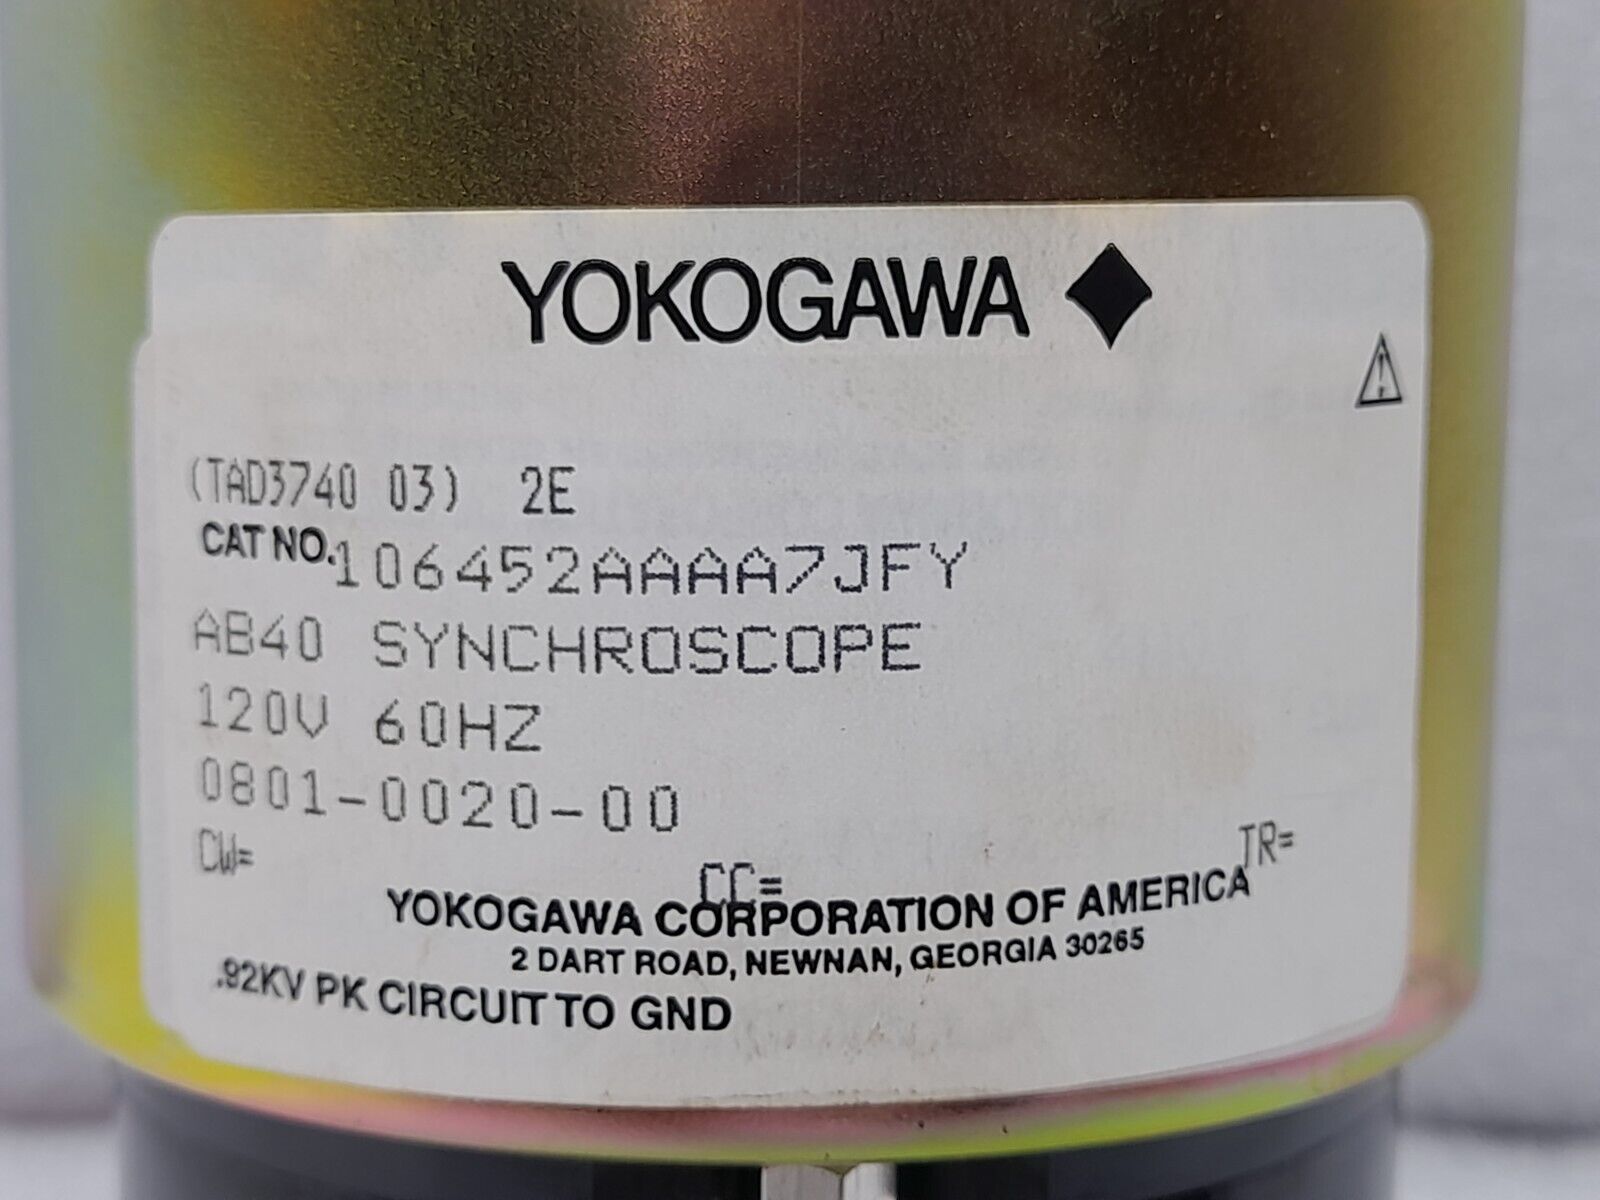 YOKOGAWA
(TAD3740 03) 2E
CAT NO. 106452AAAA7JFY
AB40 SYNCHROSCOPE
120V 60HZ
0801-0020-00
CW=
CC=
TR=
YOKOGAWA CORPORATION OF AMERICA
2 DART ROAD, NEWNAN, GEORGIA 30265
.92KV PK CIRCUIT TO GND